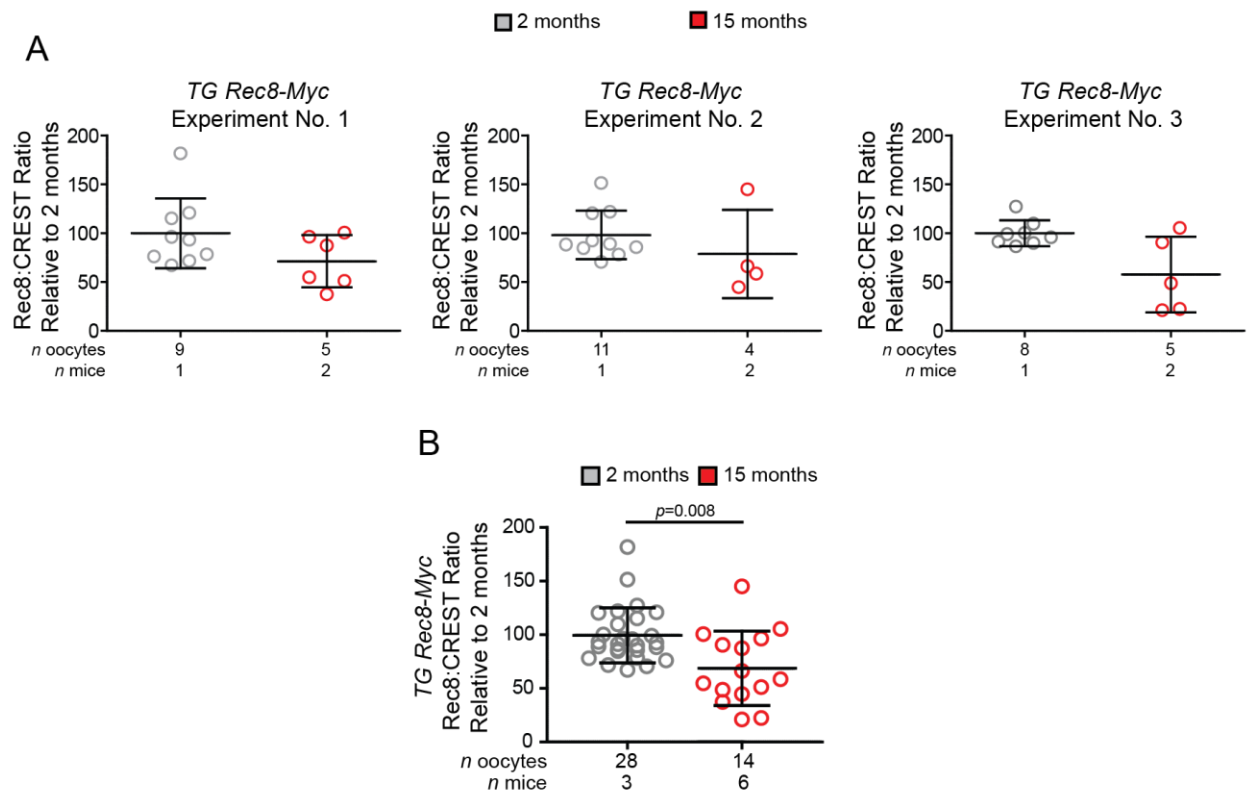 2 months 15 months
A
TG Rec8-Myc
Experiment No. 1
Rec8:CREST Ratio
Relative to 2 months
200
150
100
50
0
n oocytes 9 5
n mice 1 2
TG Rec8-Myc
Experiment No. 2
Rec8:CREST Ratio
Relative to 2 months
200
150
100
50
0
n oocytes 11 4
n mice 1 2
TG Rec8-Myc
Experiment No. 3
Rec8:CREST Ratio
Relative to 2 months
200
150
100
50
0
n oocytes 8 5
n mice 1 2
B
2 months 15 months
p=0.008
TG Rec8-Myc
Rec8:CREST Ratio
Relative to 2 months
200
150
100
50
0
n oocytes 28 14
n mice 3 6